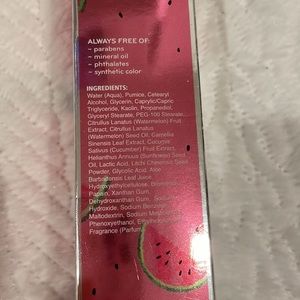 ALWAYS FREE OF:
~ parabens
~ mineral oil
~ phthalates
~ synthetic color
INGREDIENTS:
Water (Aqua), Pumice, Cetearyl
Alcohol, Glycerin, Caprylic/Capric
Triglyceride, Kaolin, Propanediol,
Glyceryl Stearate, PEG-100 Stearate,
Citrullus Lanatus (Watermelon) Fruit
Extract, Citrullus Lanatus
(Watermelon) Seed Oil, Camellia
Sinensis Leaf Extract, Cucumis
Sativus (Cucumber) Fruit Extract,
Helianthus Annuus (Sunflower) Seed
Oil, Lactic Acid, Litchi Chinensis Seed
Powder, Glycolic Acid, Aloe
Barbadensis Leaf Juice,
Hydroxyethylcellulose,
Papain, Xanthan Gum,
Dehydroxanthan Gum, Sodium
Hydroxide, Sodium
Maltodextrin, Sodium
Phenoxyethanol,
Fragrance (Parfum)